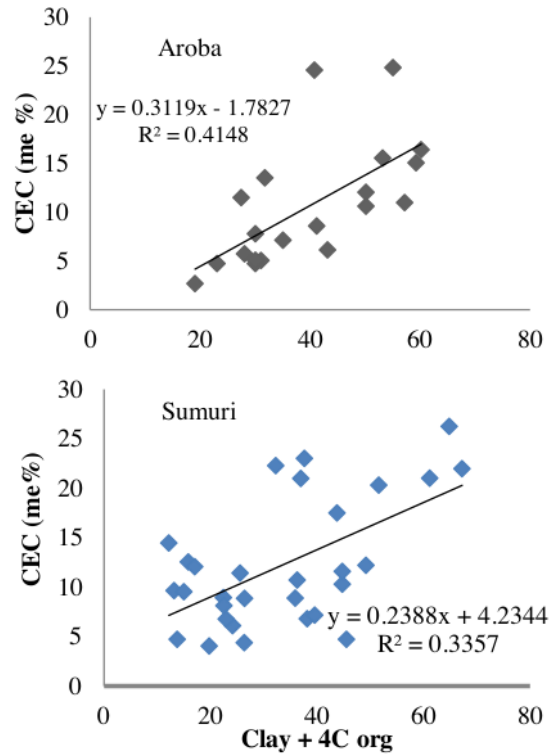 30
Aroba
25
20
y = 0.3119x - 1.7827
R² = 0.4148
15
10
5
0
CEC (me %)
0 20 40 60 80
30
Sumuri
25
20
15
10
y = 0.2388x + 4.2344
5
R² = 0.3357
0
CEC (me%)
0 20 40 60 80
Clay + 4C org